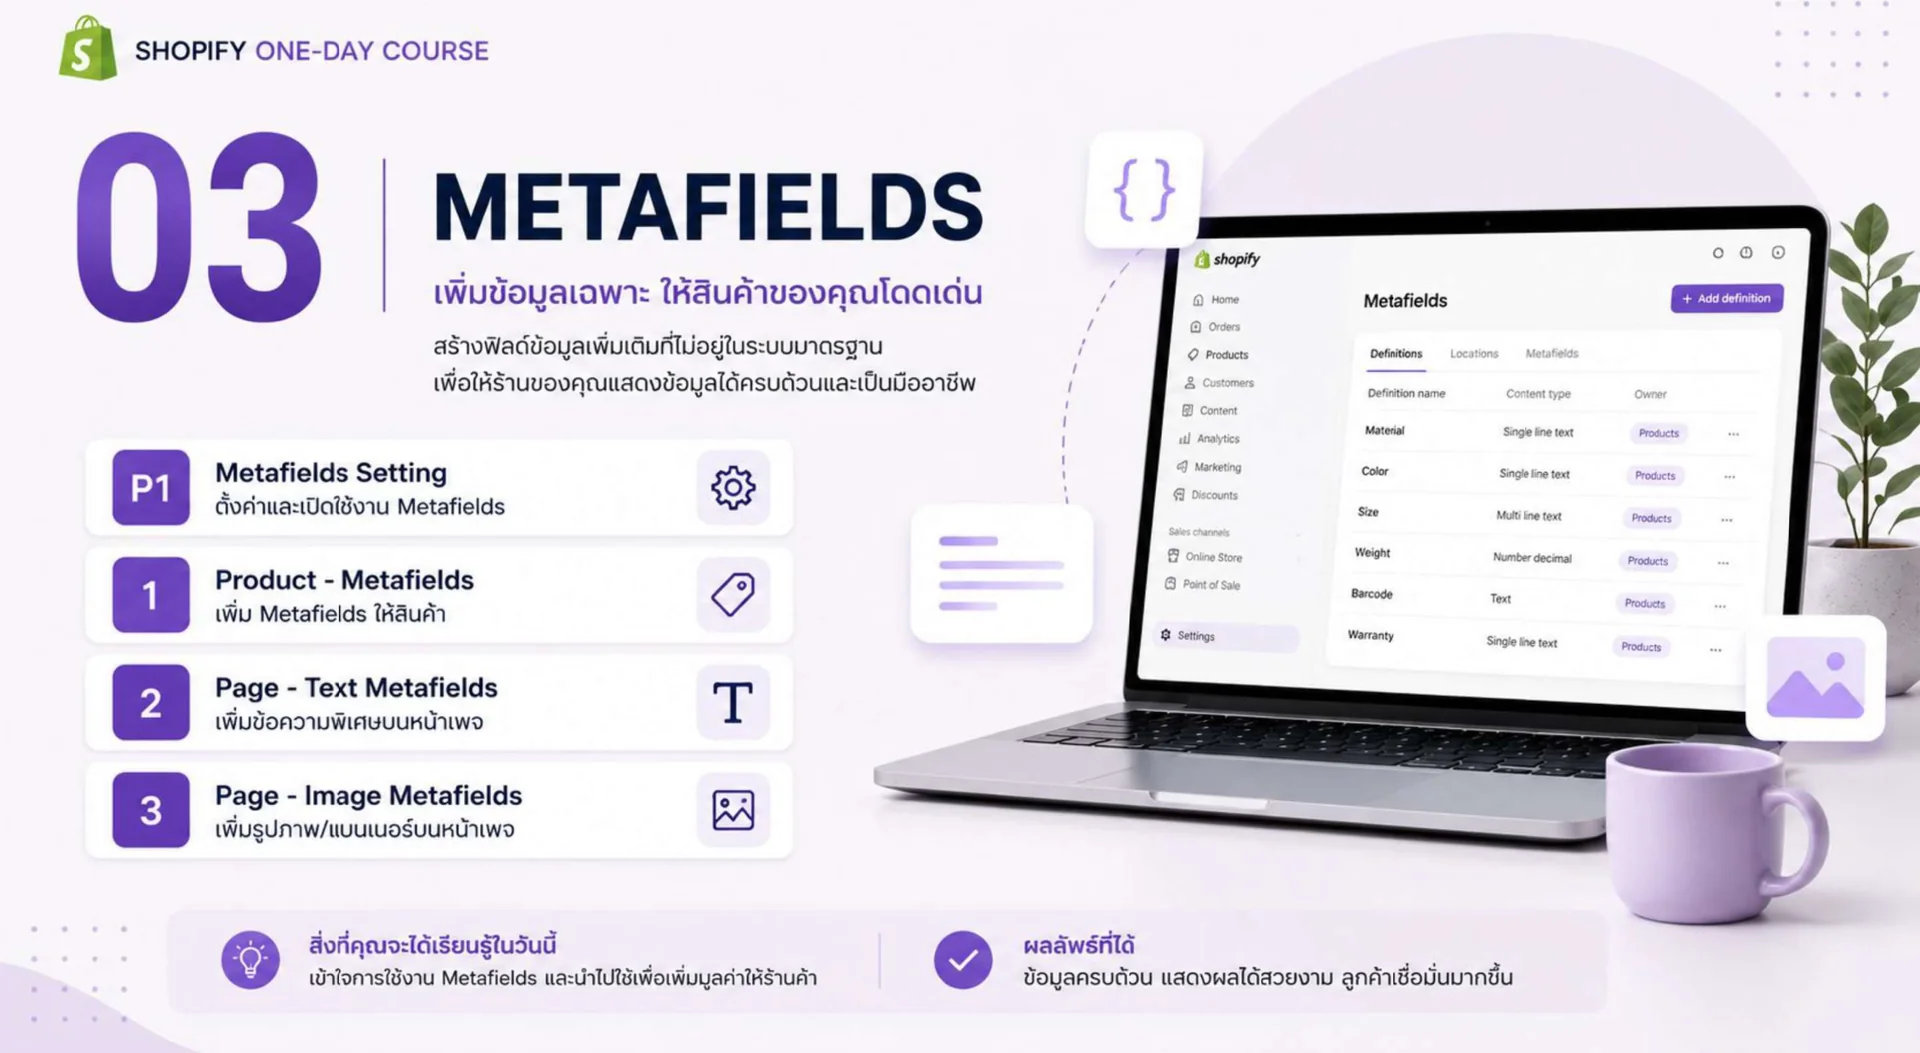 SHOPIFY ONE-DAY COURSE
03
METAFIELDS
เพิ่มข้อมูลเฉพาะ ให้สินค้าของคุณโดดเด่น
สร้างฟิลด์ข้อมูลเพิ่มเติมที่ไม่อยู่ในระบบมาตรฐาน
เพื่อให้ร้านของคุณแสดงข้อมูลได้ครบถ้วนและเป็นมืออาชีพ
P1
Metafields Setting
ตั้งค่าและเปิดใช้งาน Metafields
1
Product - Metafields
เพิ่ม Metafields ให้สินค้า
2
Page - Text Metafields
เพิ่มข้อความพิเศษบนหน้าเพจ
T
3
Page - Image Metafields
เพิ่มรูปภาพ/แบนเนอร์บนหน้าเพจ
{}
shopify
Home
Orders
Products
Customers
Content
Analytics
Marketing
Discounts
Sales channels
Online Store
Point of Sale
Settings
Metafields
+ Add definition
Definitions Locations Metafields
Definition name Content type Owner
Material Single line text Products ...
Color Single line text Products ...
Size Multi line text Products ...
Weight Number decimal Products ...
Barcode Text Products ...
Warranty Single line text Products ...
สิ่งที่คุณจะได้เรียนรู้ในวันนี้
เข้าใจการใช้งาน Metafields และนำไปใช้เพื่อเพิ่มมูลค่าให้ร้านค้า
ผลลัพธ์ที่ได้
ข้อมูลครบถ้วน แสดงผลได้สวยงาม ลูกค้าเชื่อมั่นมากขึ้น